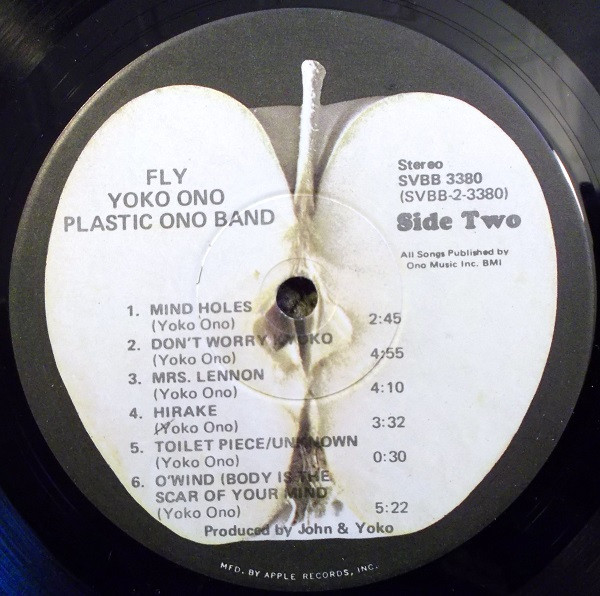 FLY
YOKO ONO
PLASTIC ONO BAND
Stereo
SVBB 3380
(SVBB-2-3380)
Side Two
All Songs Published by
Ono Music Inc. BMI
1. MIND HOLES
(Yoko Ono) 2:45
2. DON'T WORRY KYOKO
(Yoko Ono) 4:55
3. MRS. LENNON
(Yoko Ono) 4:10
4. HIRAKE
(Yoko Ono) 3:32
5. TOILET PIECE/UNKNOWN
(Yoko Ono) 0:30
6. O'WIND (BODY IS THE
SCAR OF YOUR MIND
(Yoko Ono) 5:22
Produced by John & Yoko
MFD. BY APPLE RECORDS, INC.